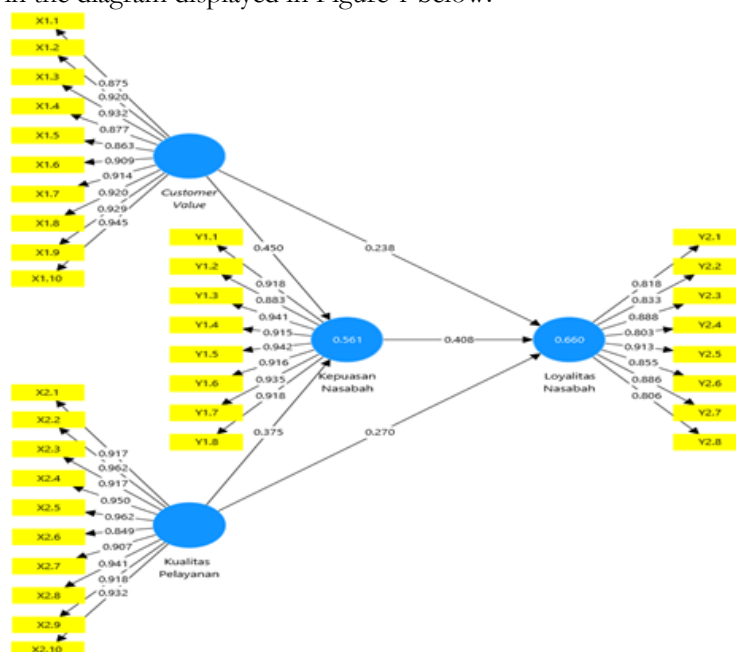 in the diagram displayed in Figure 1 below.
X1.1
X1.2
X1.3
X1.4
X1.5
X1.6
X1.7
X1.8
X1.9
X1.10
0.875
0.920
0.932
0.877
0.863
0.909
0.914
0.920
0.929
0.945
Customer
Value
0.450
0.238
Y1.1
Y1.2
Y1.3
Y1.4
Y1.5
Y1.6
Y1.7
Y1.8
0.918
0.883
0.941
0.915
0.942
0.916
0.935
0.918
0.561
Kepuasan
Nasabah
0.408
0.660
Loyalitas
Nasabah
0.818
0.833
0.888
0.803
0.913
0.855
0.886
0.806
Y2.1
Y2.2
Y2.3
Y2.4
Y2.5
Y2.6
Y2.7
Y2.8
0.375
0.270
X2.1
X2.2
X2.3
X2.4
X2.5
X2.6
X2.7
X2.8
X2.9
X2.10
0.917
0.962
0.917
0.950
0.962
0.849
0.907
0.941
0.918
0.932
Kualitas
Pelayanan